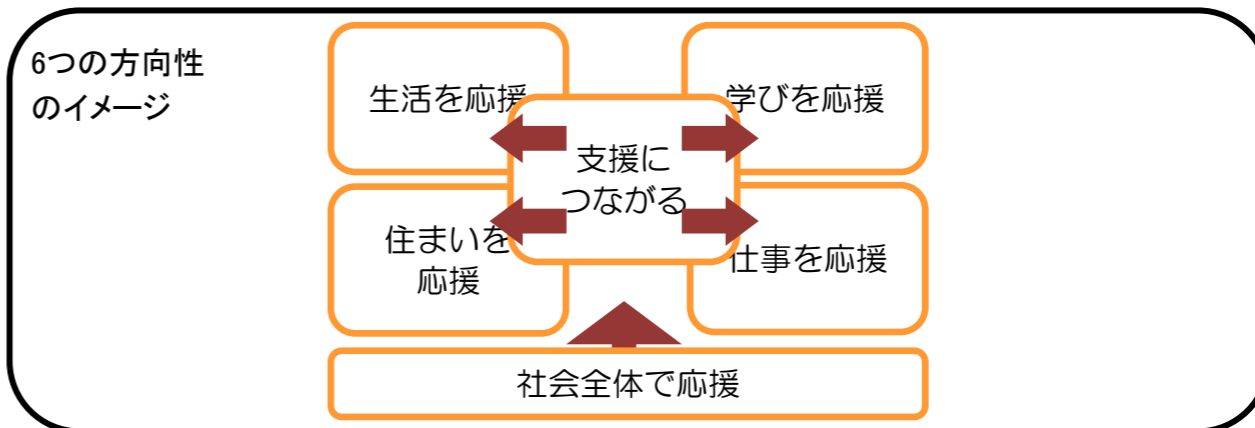 6つの方向性
のイメージ
生活を応援
学びを応援
支援に
つながる
住まいを
応援
仕事を応援
社会全体で応援